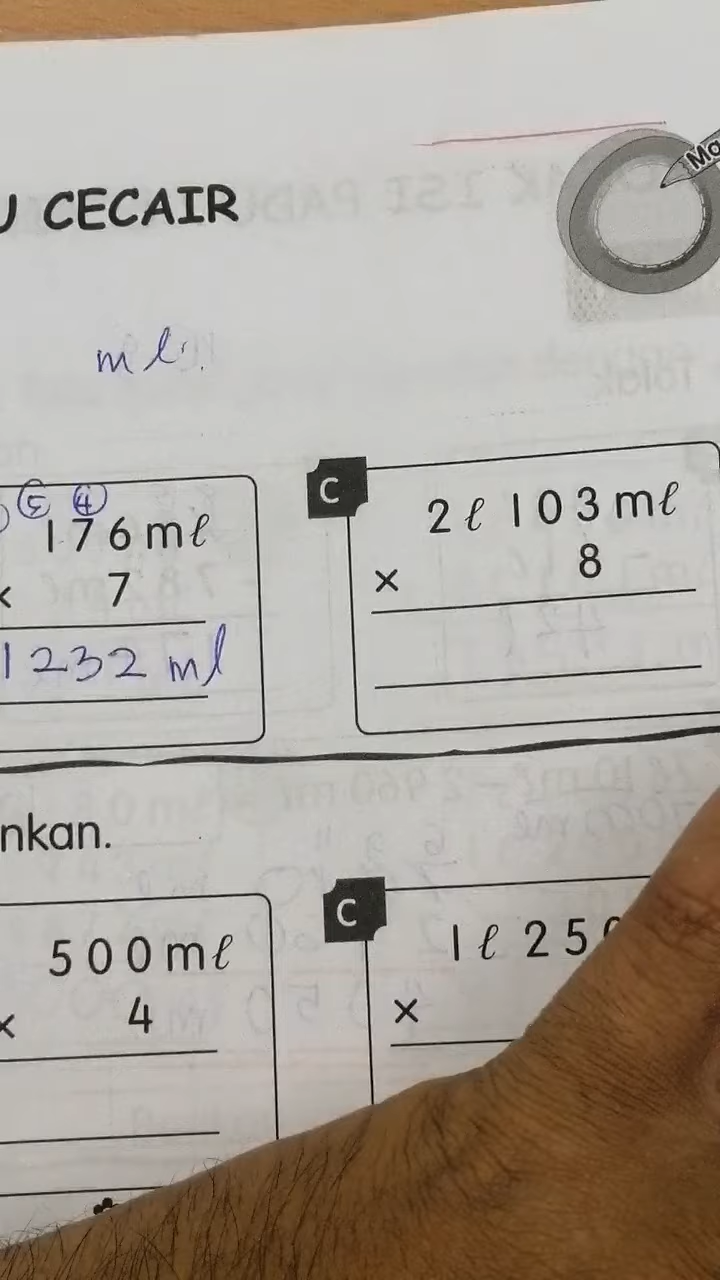 U CECAIR
Ma
ml
5 4
176 mℓ
× 7
1232 ml
C
2ℓ 103 mℓ
× 8
nkan.
500 mℓ
× 4
C
1ℓ 25
×